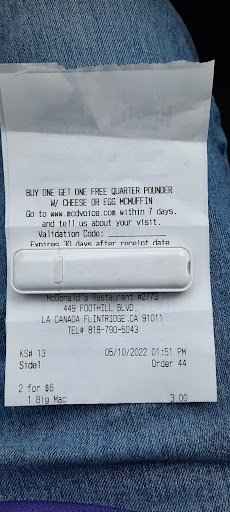 BUY ONE GET ONE FREE QUARTER POUNDER
W/ CHEESE OR EGG MCMUFFIN
Go to www.mcdvoice.com within 7 days.
and tell us about your visit.
Validation Code:
Expires 30 days after receipt date
McDonald's Restaurant #2773
449 FOOTHILL BLVD.
LA CANADA FLINTRIDGE,CA 91011
TEL# 818-790-5043
KS# 13 05/10/2022 01:51 PM
Side1 Order 44
2 for $6
1 Big Mac 3.00